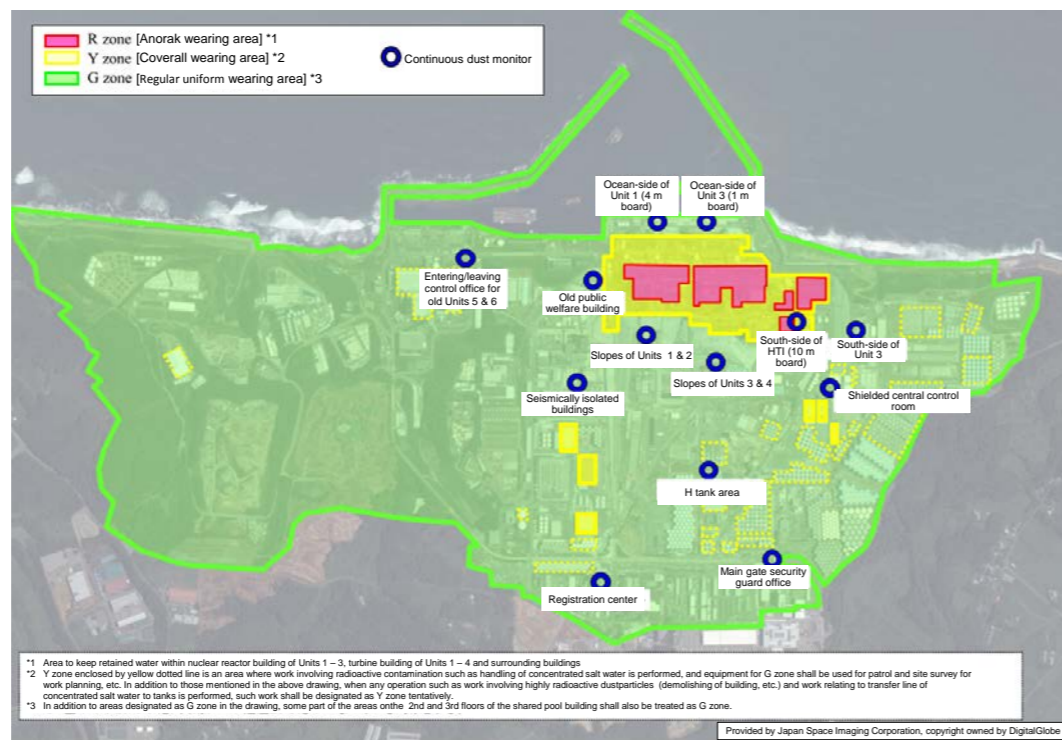 R zone [Anorak wearing area] *1
Y zone [Coverall wearing area] *2
G zone [Regular uniform wearing area] *3
Continuous dust monitor
Ocean-side of
Unit 1 (4 m
board)
Ocean-side of
Unit 3 (1 m
board)
Entering/leaving
control office for
old Units 5 & 6
Old public
welfare building
Slopes of Units 1 & 2
Slopes of Units 3 & 4
South-side of
HTI (10 m
board)
South-side of
Unit 3
Seismically isolated
buildings
Shielded central control
room
H tank area
Main gate security
guard office
Registration center
*1 Area to keep retained water within nuclear reactor building of Units 1 – 3, turbine building of Units 1 – 4 and surrounding buildings
*2 Y zone enclosed by yellow dotted line is an area where work involving radioactive contamination such as handling of concentrated salt water is performed, and equipment for G zone shall be used for patrol and site survey for
work planning, etc. In addition to those mentioned in the above drawing, when any operation such as work involving highly radioactive dustparticles (demolishing of building, etc.) and work relating to transfer line of
concentrated salt water to tanks is performed, such work shall be designated as Y zone tentatively.
*3 In addition to areas designated as G zone in the drawing, some part of the areas onthe 2nd and 3rd floors of the shared pool building shall also be treated as G zone.
Provided by Japan Space Imaging Corporation, copyright owned by DigitalGlobe